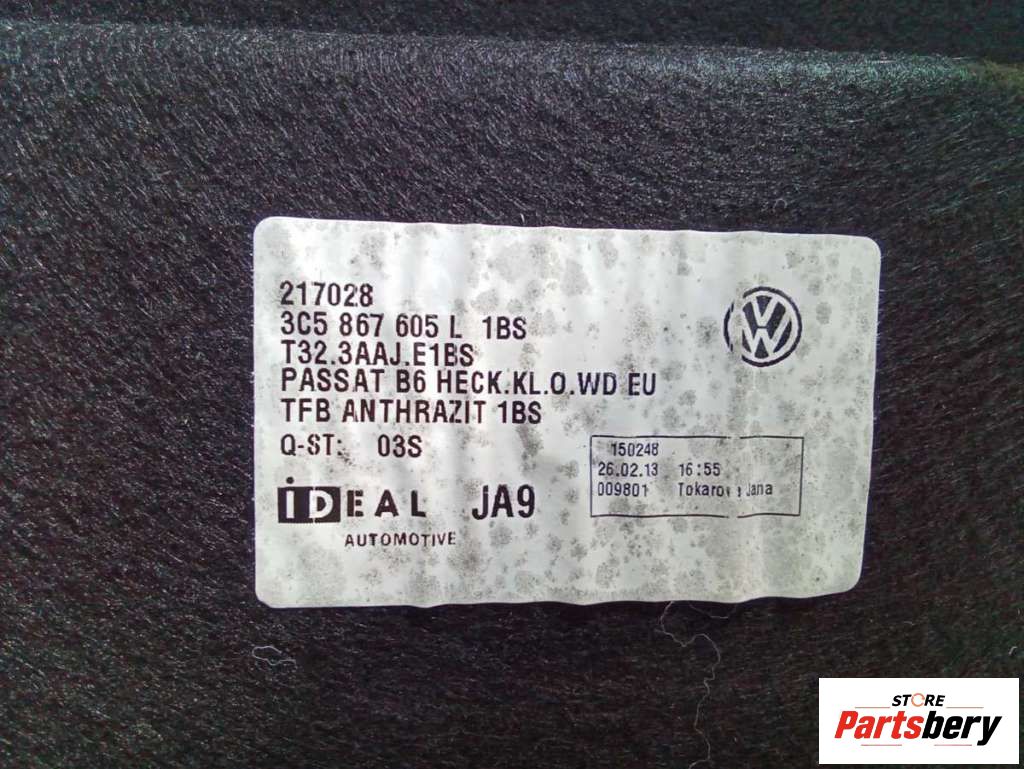 217028
3C5 867 605 L 1BS
T32.3AAJ.E1BS
PASSAT B6 HECK.KL.O.WD EU
TFB ANTHRAZIT 1BS
Q-ST: 03S
150248
26.02.13 16:55
009801 Jana
iDEAL JA9
AUTOMOTIVE
VW
STORE
Partsbery